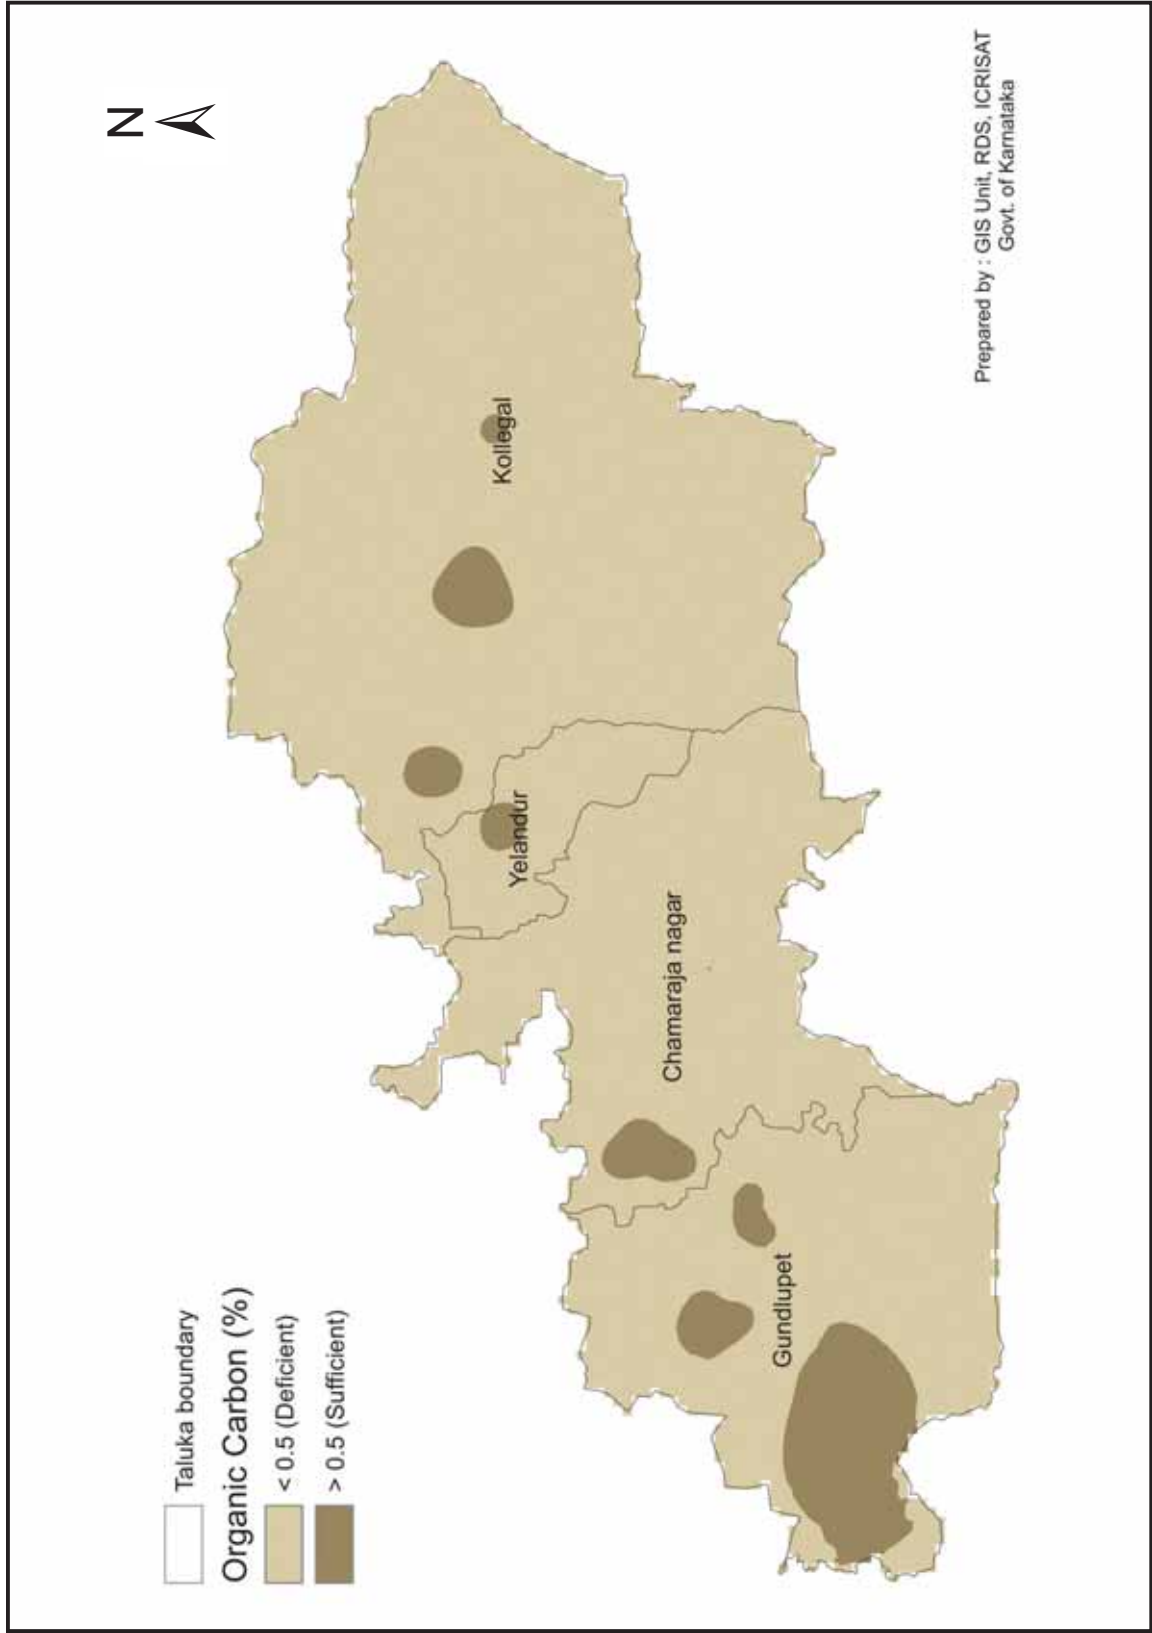 N
Kollegal
Yelandur
Chamaraja nagar
Gundlupet
Taluka boundary
Organic Carbon (%)
< 0.5 (Deficient)
> 0.5 (Sufficient)
Prepared by : GIS Unit, RDS, ICRISAT
Govt. of Karnataka